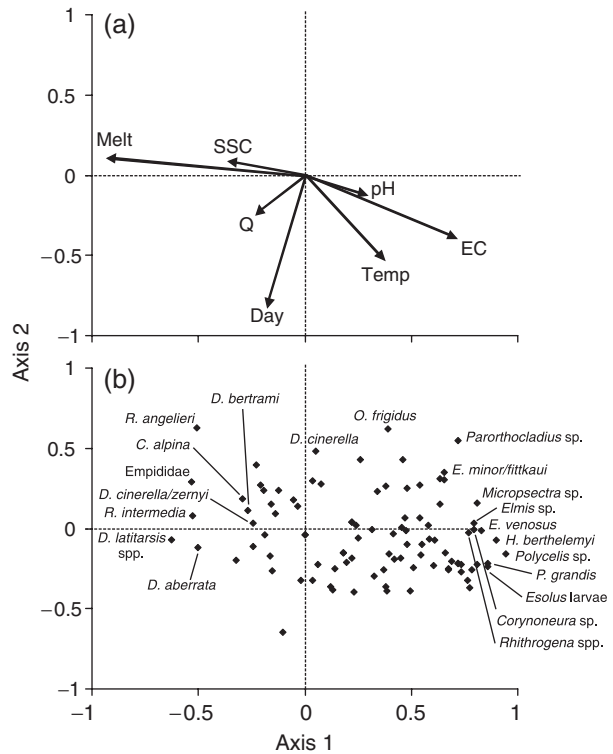 (a)
1
0.5
0
−0.5
−1
Melt
SSC
pH
Q
EC
Temp
Day
Axis 2
(b)
1
0.5
0
−0.5
−1
D. bertrami
R. angelieri
O. frigidus
C. alpina
D. cinerella
Parorthocladius sp.
Empididae
E. minor/fittkaui
D. cinerella/zernyi
Micropsectra sp.
R. intermedia
Elmis sp.
E. venosus
D. latitarsis
spp.
H. berthelemyi
Polycelis sp.
D. aberrata
P. grandis
Esolus larvae
Corynoneura sp.
Rhithrogena spp.
−1
−0.5
0
0.5
1
Axis 1